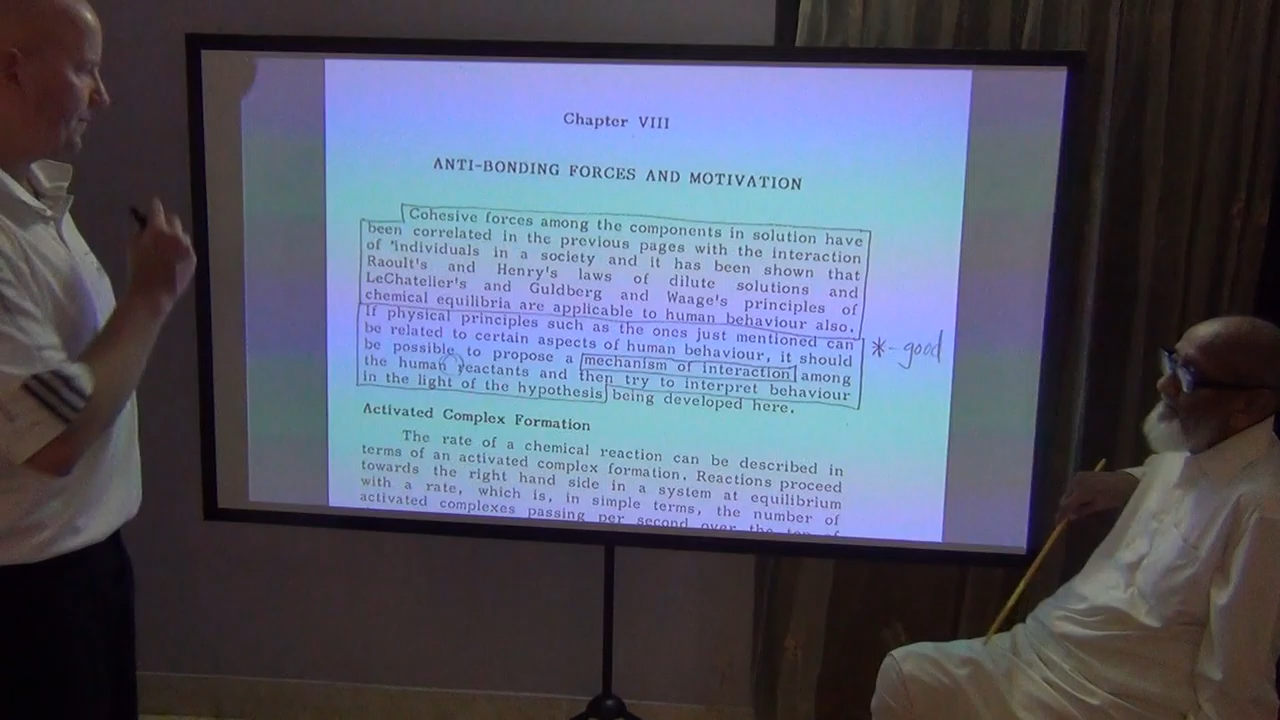 Chapter VIII
ANTI-BONDING FORCES AND MOTIVATION
Cohesive forces among the components in solution have
been correlated in the previous pages with the interaction
of 'individuals in a society and it has been shown that
Raoult's and Henry's laws of dilute solutions and
LeChatelier's and Guldberg and Waage's principles of
chemical equilibria are applicable to human behaviour also.
If physical principles such as the ones just mentioned can
be related to certain aspects of human behaviour, it should
be possible to propose a mechanism of interaction among
*-good
the human reactants and then try to interpret behaviour
in the light of the hypothesis being developed here.
Activated Complex Formation
The rate of a chemical reaction can be described in
terms of an activated complex formation. Reactions proceed
towards the right hand side in a system at equilibrium
with a rate, which is, in simple terms, the number of
activated complexes passing per second over the top of